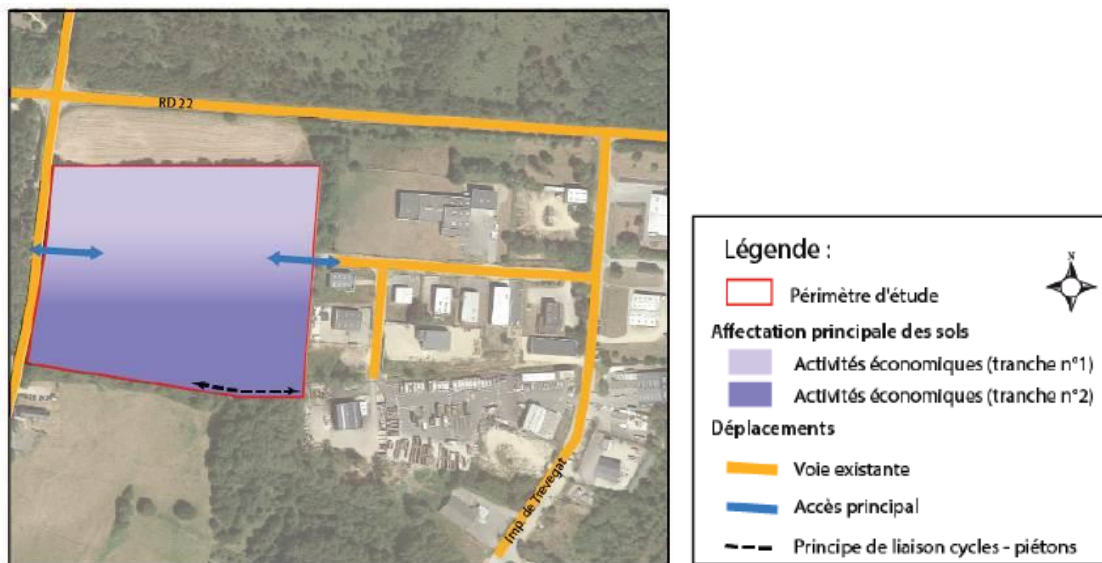 RD 22
Imp. de Trevegat
Légende :
N
Périmètre d'étude
Affectation principale des sols
Activités économiques (tranche n°1)
Activités économiques (tranche n°2)
Déplacements
Voie existante
Accès principal
Principe de liaison cycles - piétons